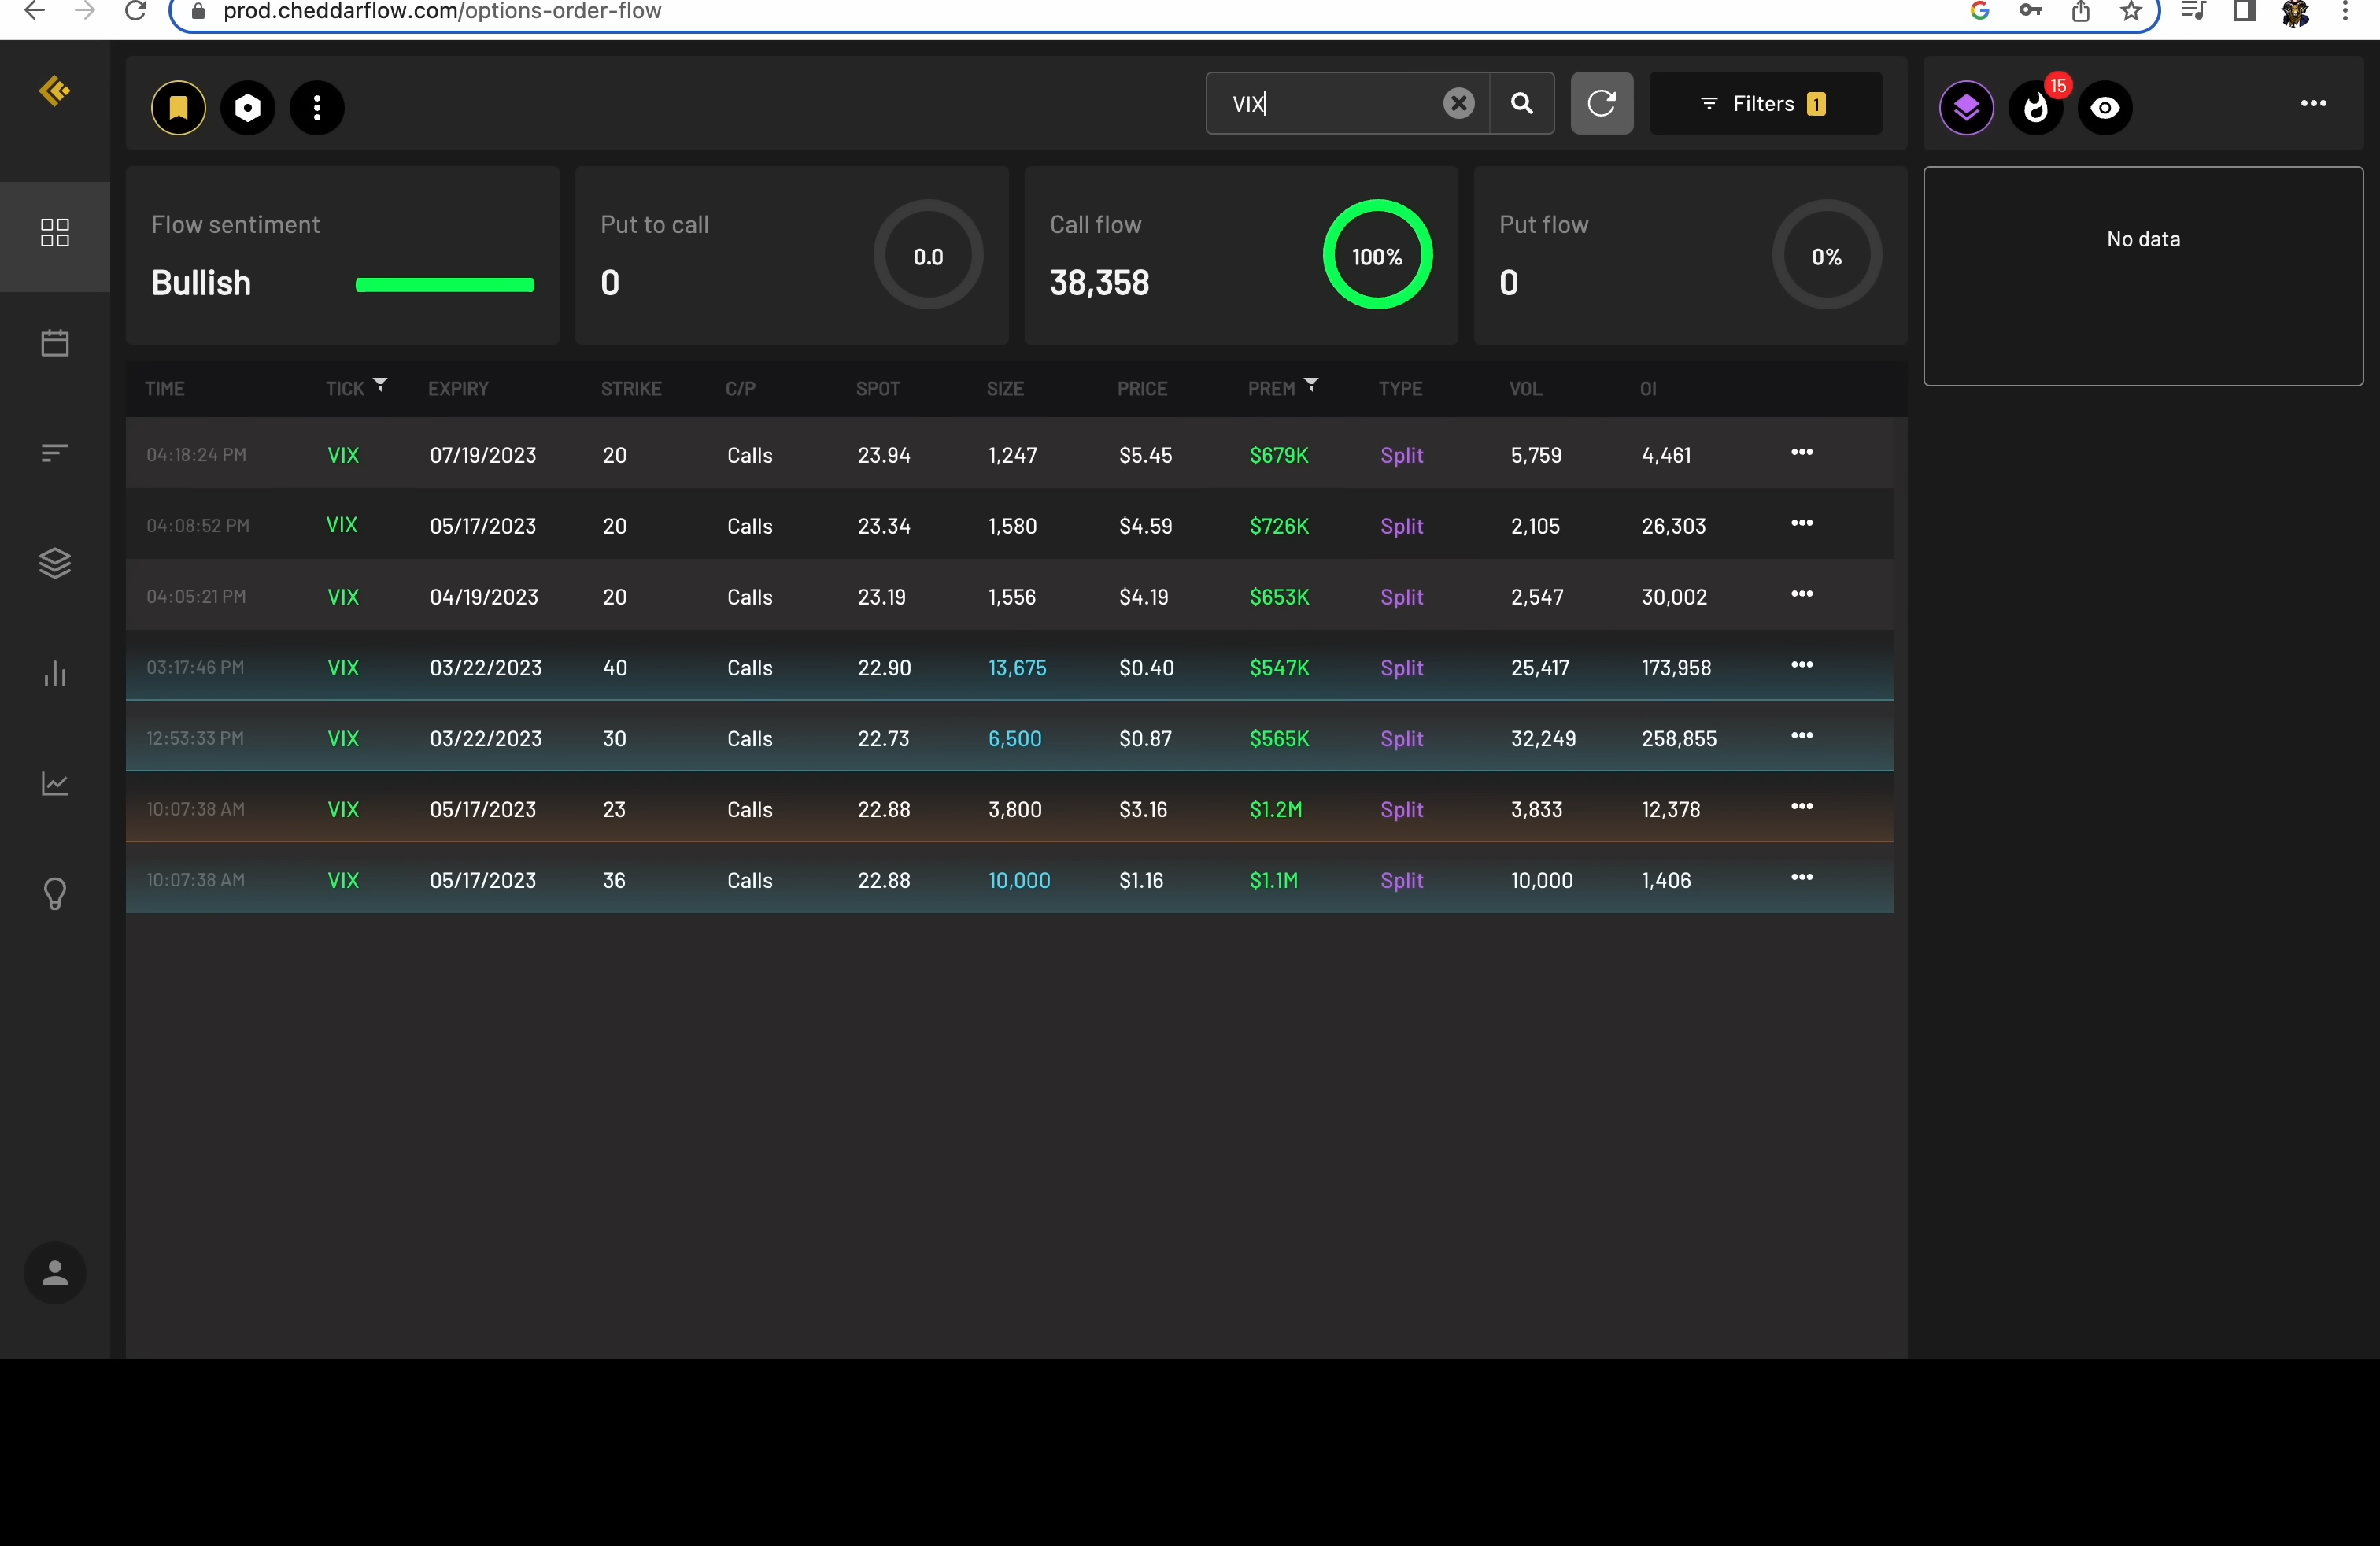 prod.cheddarflow.com/options-order-flow
VIX
Filters 1
15
Flow sentiment
Bullish
Put to call
0
0.0
Call flow
38,358
100%
Put flow
0
0%
No data
TIME TICK EXPIRY STRIKE C/P SPOT SIZE PRICE PREM TYPE VOL OI
04:18:24 PM VIX 07/19/2023 20 Calls 23.94 1,247 $5.45 $679K Split 5,759 4,461
04:08:52 PM VIX 05/17/2023 20 Calls 23.34 1,580 $4.59 $726K Split 2,105 26,303
04:05:21 PM VIX 04/19/2023 20 Calls 23.19 1,556 $4.19 $653K Split 2,547 30,002
03:17:46 PM VIX 03/22/2023 40 Calls 22.90 13,675 $0.40 $547K Split 25,417 173,958
12:53:33 PM VIX 03/22/2023 30 Calls 22.73 6,500 $0.87 $565K Split 32,249 258,855
10:07:38 AM VIX 05/17/2023 23 Calls 22.88 3,800 $3.16 $1.2M Split 3,833 12,378
10:07:38 AM VIX 05/17/2023 36 Calls 22.88 10,000 $1.16 $1.1M Split 10,000 1,406